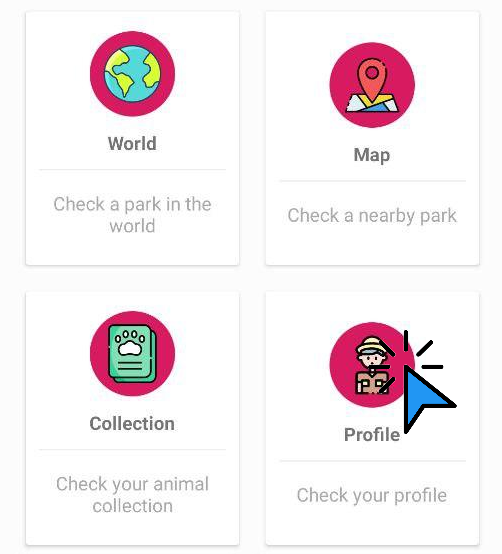 World
Check a park in the
world
Map
Check a nearby park
Collection
Check your animal
collection
Profile
Check your profile